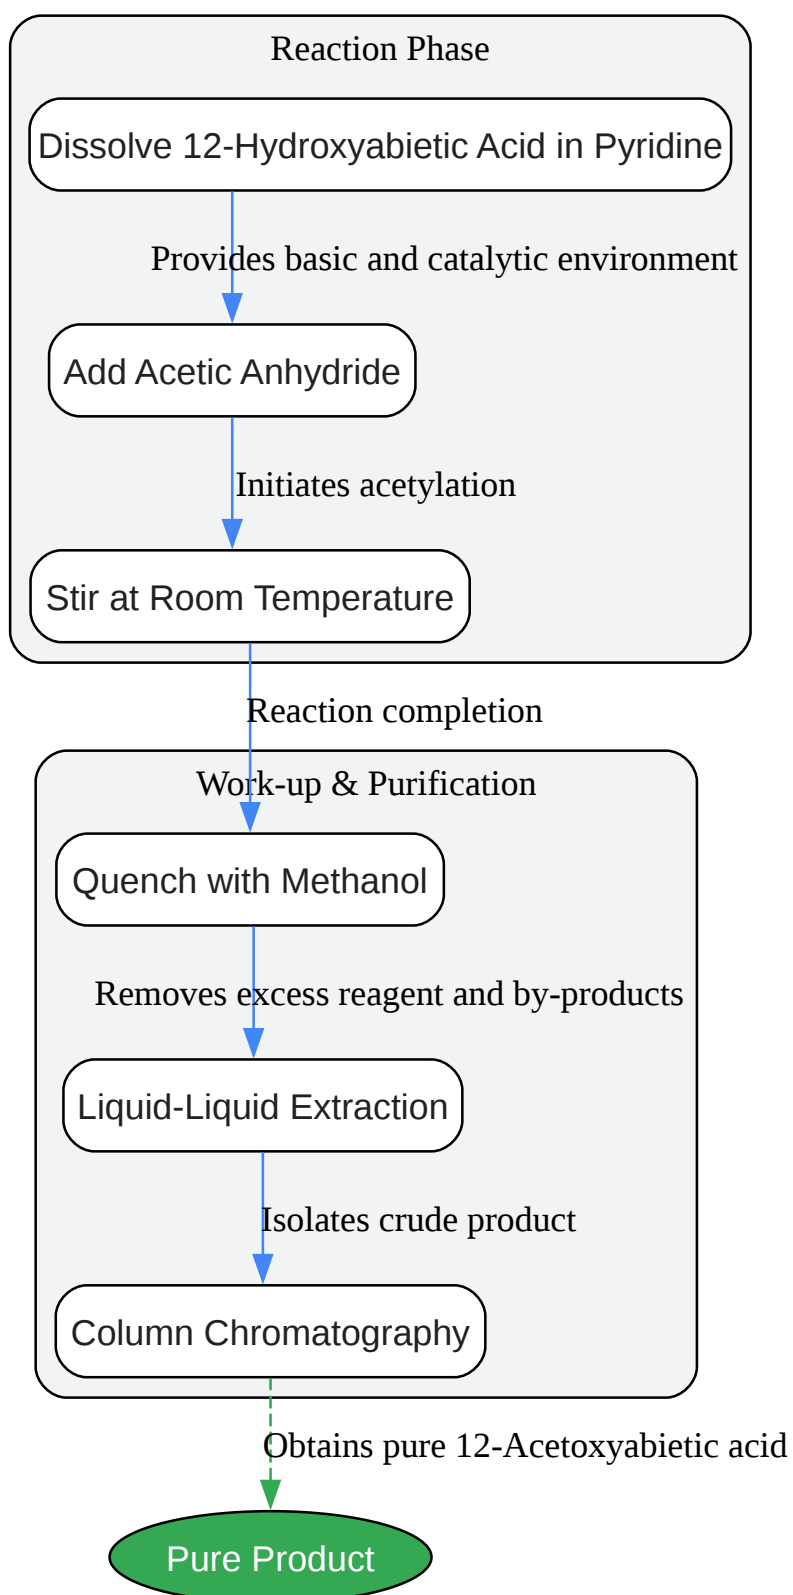 Reaction Phase
Dissolve 12-Hydroxyabietic Acid in Pyridine
Provides basic and catalytic environment
Add Acetic Anhydride
Initiates acetylation
Stir at Room Temperature
Reaction completion
Work-up & Purification
Quench with Methanol
Removes excess reagent and by-products
Liquid-Liquid Extraction
Isolates crude product
Column Chromatography
Obtains pure 12-Acetoxyabietic acid
Pure Product